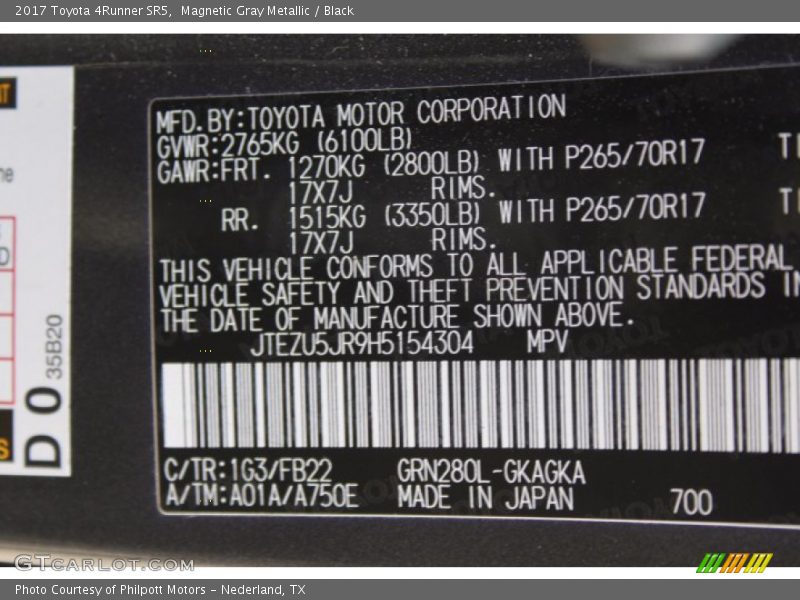 2017 Toyota 4Runner SR5,  Magnetic Gray Metallic / Black
MFD.BY:TOYOTA MOTOR CORPORATION
GVWR:2765KG (6100LB)
GAWR:FRT. 1270KG (2800LB) WITH P265/70R17
17X7J RIMS.
RR. 1515KG (3350LB) WITH P265/70R17
17X7J RIMS.
THIS VEHICLE CONFORMS TO ALL APPLICABLE FEDERAL
VEHICLE SAFETY AND THEFT PREVENTION STANDARDS IN
THE DATE OF MANUFACTURE SHOWN ABOVE.
JTEZU5JR9H5154304 MPV
C/TR:1G3/FB22 GRN280L-GKAGKA
A/TM:A01A/A750E MADE IN JAPAN 700
D 0 35B20
GTCARLOT.COM
Photo Courtesy of Philpott Motors – Nederland, TX